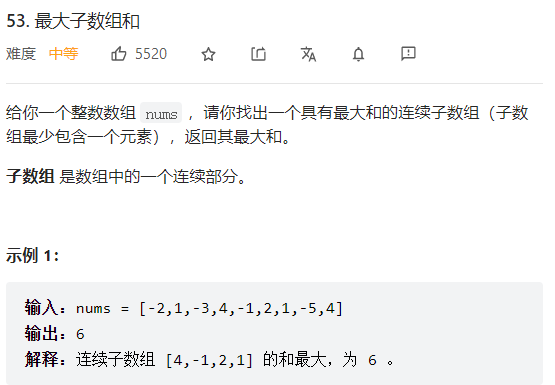 53. 最大子数组和
难度 中等 5520
给你一个整数数组 nums ，请你找出一个具有最大和的连续子数组（子数
组最少包含一个元素），返回其最大和。
子数组 是数组中的一个连续部分。
示例 1：
输入：nums = [-2,1,-3,4,-1,2,1,-5,4]
输出：6
解释：连续子数组 [4,-1,2,1] 的和最大，为 6 。